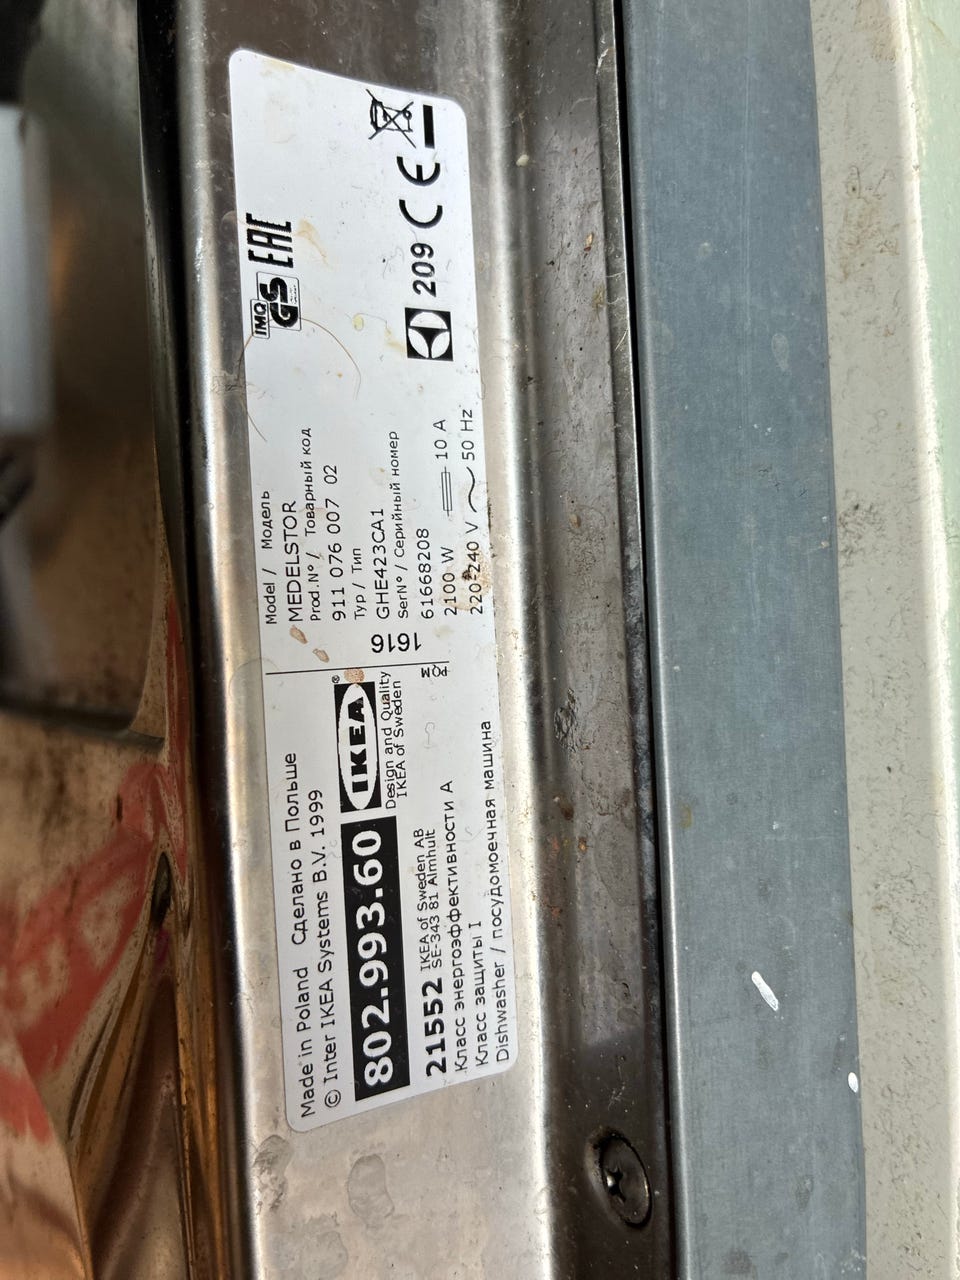 Made in Poland Сделано в Польше
© Inter IKEA Systems B.V. 1999
802.993.60
IKEA®
Design and Quality
IKEA of Sweden
21552
IKEA of Sweden AB
SE-343 81 Älmhult
Класс энергоэффективности A
Класс защиты I
Dishwasher / посудомоечная машина
PQM
1616
Model / Модель
MEDELSTOR
Prod.N° / Товарный код
911 076 007 02
Typ / Тип
GHE423CA1
SerN° / Серийный номер
61668208
2100 W 10 A
220-240 V 50 Hz
IMQ
GS
EAC
209 CE